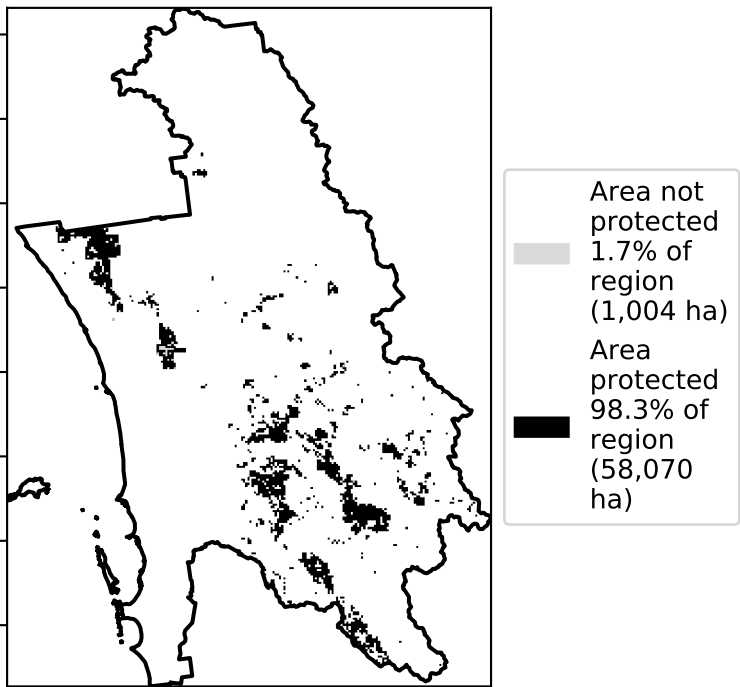 Area not
protected
1.7% of
region
(1,004 ha)
Area
protected
98.3% of
region
(58,070
ha)